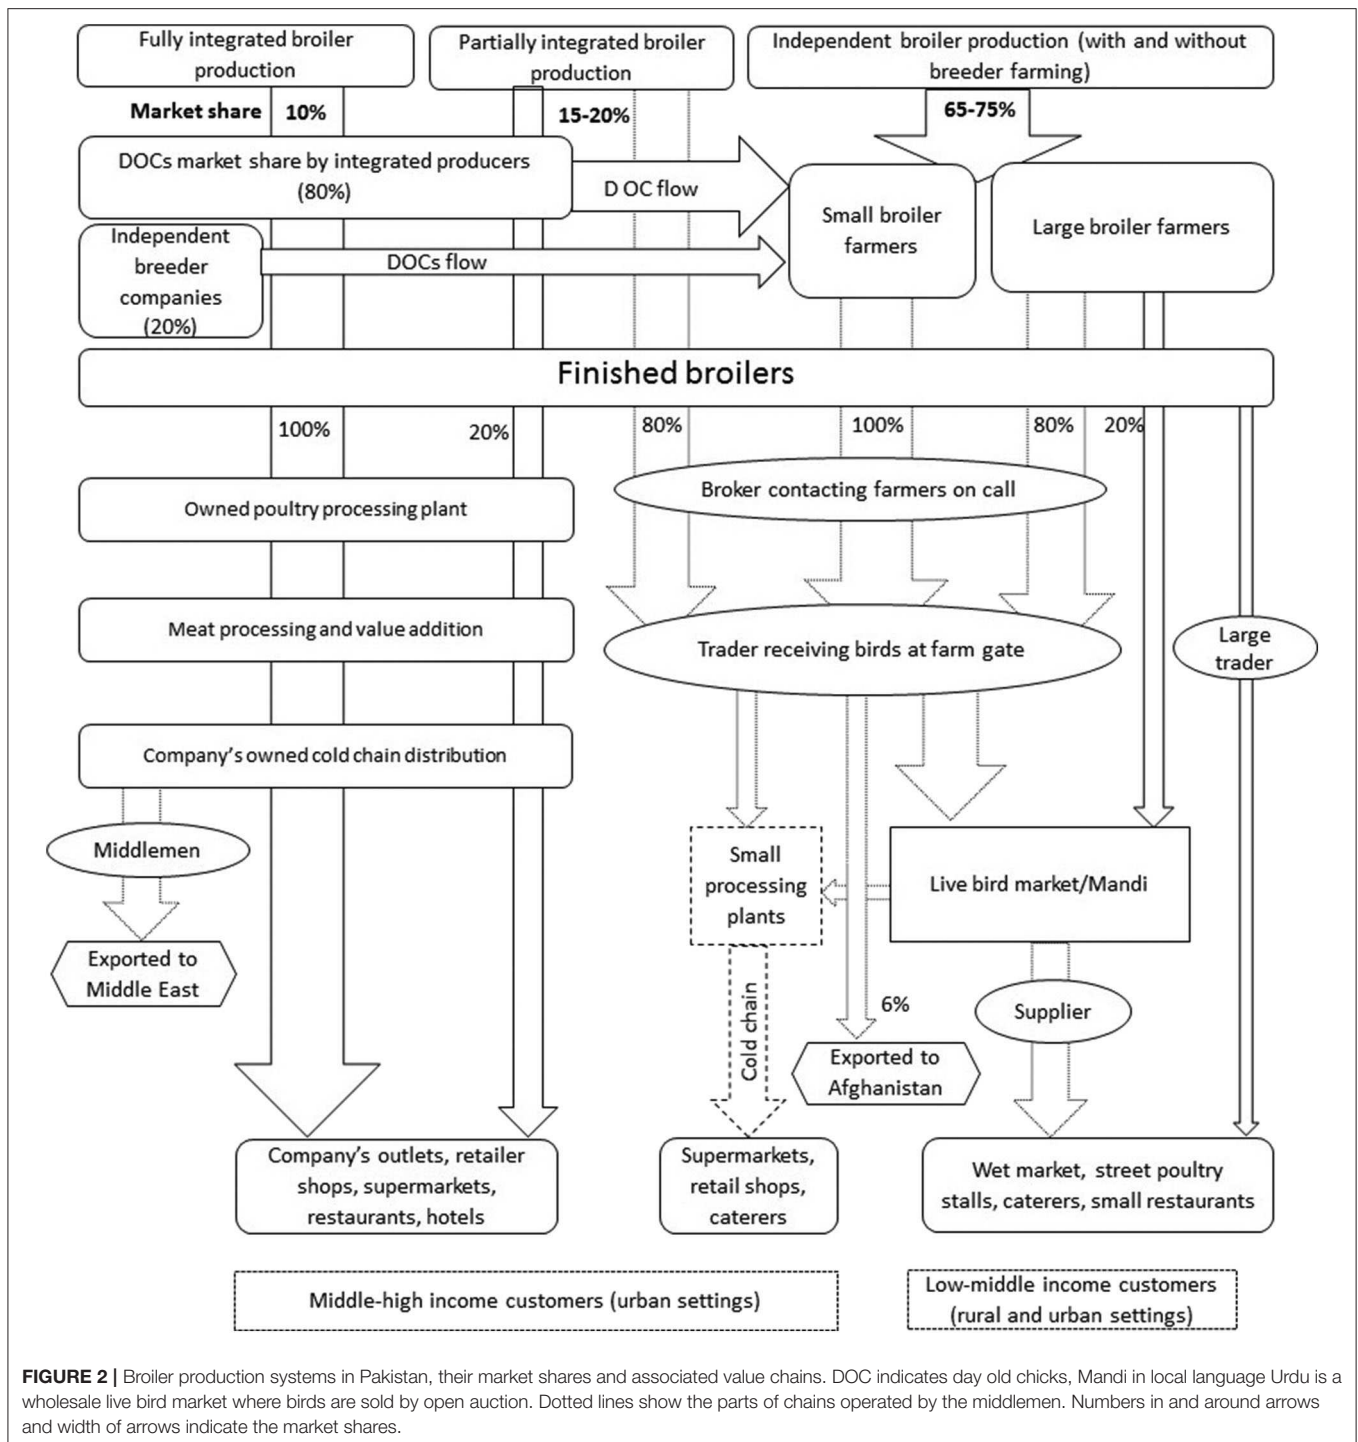 Fully integrated broiler
production
Partially integrated broiler
production
Independent broiler production (with and without
breeder farming)
Market share
10%
15-20%
65-75%
DOCs market share by integrated producers
(80%)
D OC flow
Small broiler
farmers
Large broiler farmers
Independent
breeder
companies
(20%)
DOCs flow
Finished broilers
100%
20%
80%
100%
80%
20%
Broker contacting farmers on call
Owned poultry processing plant
Meat processing and value addition
Trader receiving birds at farm gate
Large
trader
Company's owned cold chain distribution
Middlemen
Small
processing
plants
Live bird market/Mandi
Exported to
Middle East
Cold chain
6%
Supplier
Exported to
Afghanistan
Company's outlets, retailer
shops, supermarkets,
restaurants, hotels
Supermarkets,
retail shops,
caterers
Wet market, street poultry
stalls, caterers, small restaurants
Middle-high income customers (urban settings)
Low-middle income customers
(rural and urban settings)
FIGURE 2 | Broiler production systems in Pakistan, their market shares and associated value chains. DOC indicates day old chicks, Mandi in local language Urdu is a
wholesale live bird market where birds are sold by open auction. Dotted lines show the parts of chains operated by the middlemen. Numbers in and around arrows
and width of arrows indicate the market shares.